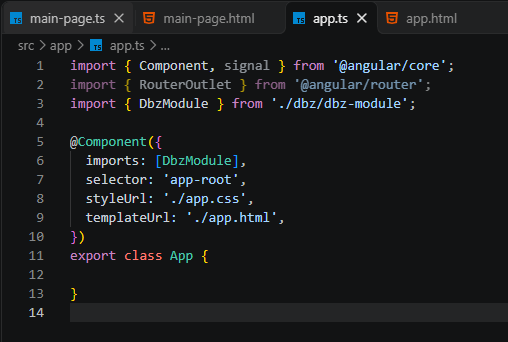 TS main-page.ts
main-page.html
TS app.ts
app.html
src > app > TS app.ts > ...
1 import { Component, signal } from '@angular/core';
2 import { RouterOutlet } from '@angular/router';
3 import { DbzModule } from './dbz/dbz-module';
4
5 @Component({
6   imports: [DbzModule],
7   selector: 'app-root',
8   styleUrl: './app.css',
9   templateUrl: './app.html',
10 })
11 export class App {
12
13 }
14